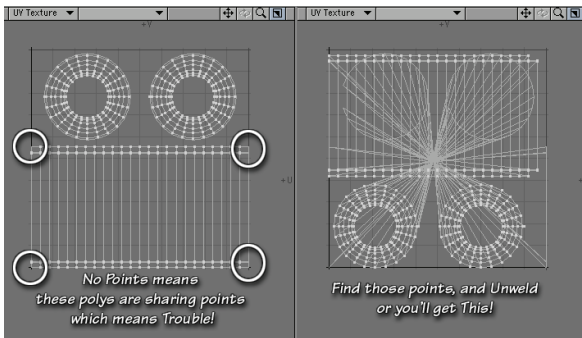 UV Texture
UV Texture
+V
+V
+U
No Points means
these polys are sharing points
which means Trouble!
Find those points, and Unweld
or you'll get This!